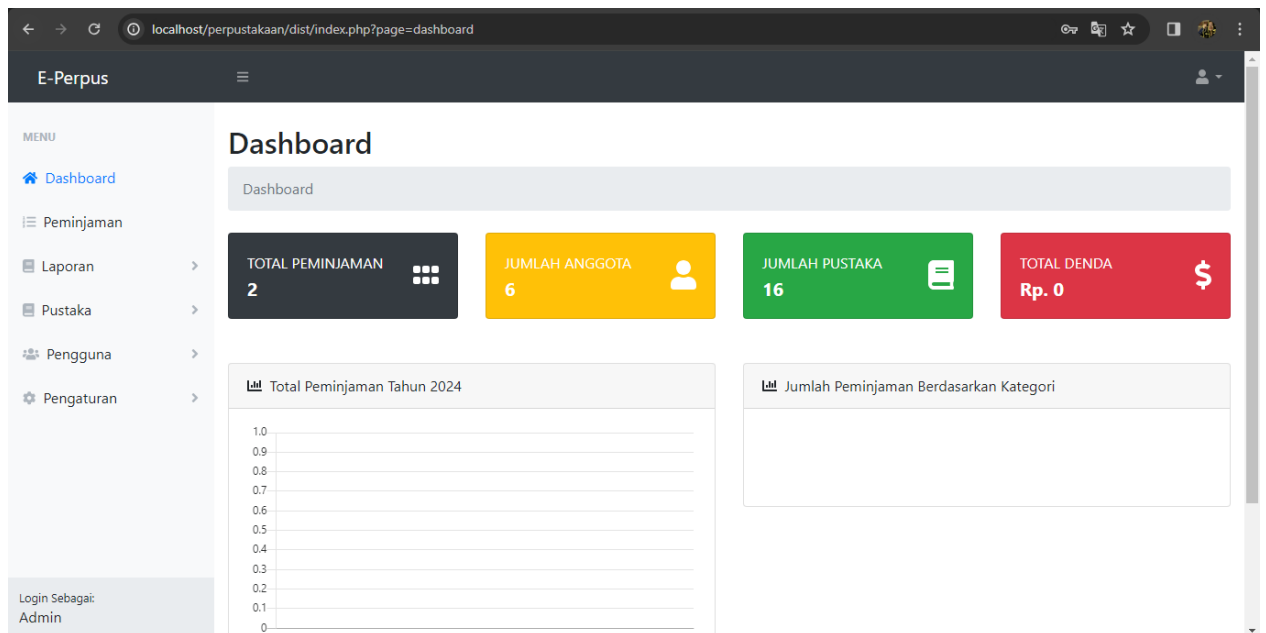 localhost/perpustakaan/dist/index.php?page=dashboard
E-Perpus
MENU
Dashboard
Peminjaman
Laporan
Pustaka
Pengguna
Pengaturan
Login Sebagai:
Admin
Dashboard
Dashboard
TOTAL PEMINJAMAN
2
JUMLAH ANGGOTA
6
JUMLAH PUSTAKA
16
TOTAL DENDA
Rp. 0
$
Total Peminjaman Tahun 2024
1.0
0.9
0.8
0.7
0.6
0.5
0.4
0.3
0.2
0.1
0
Jumlah Peminjaman Berdasarkan Kategori